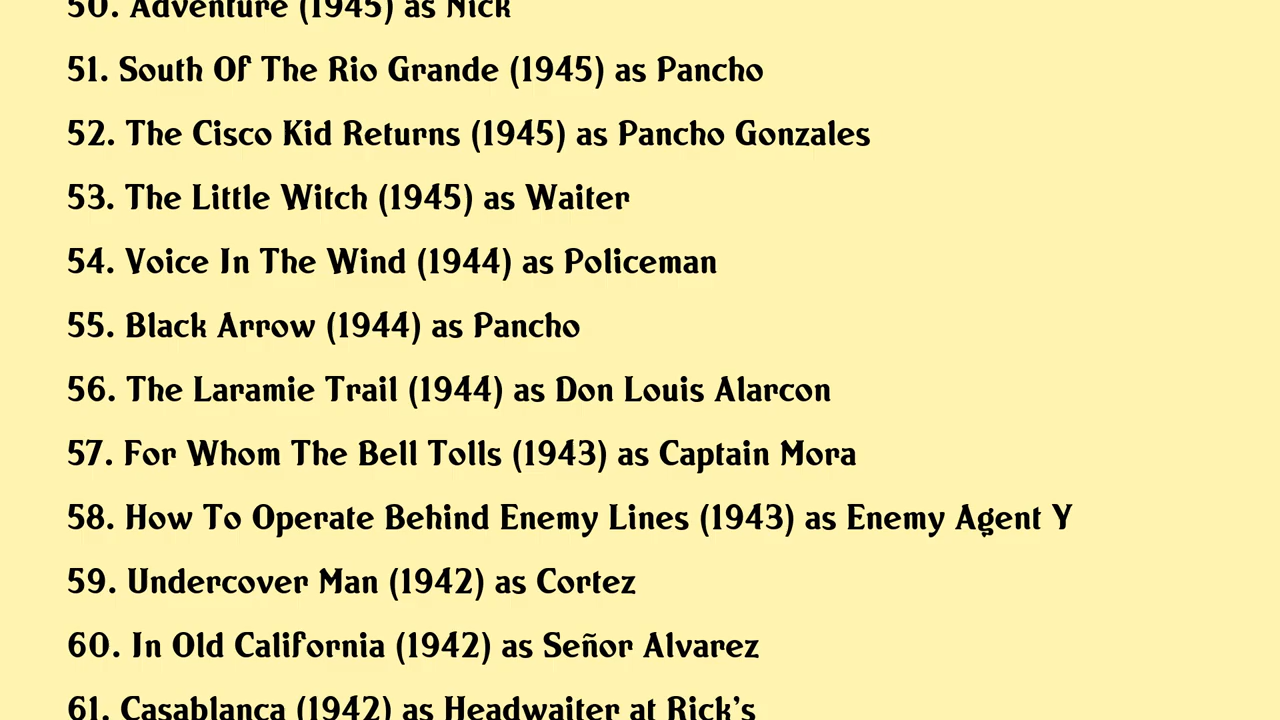 50. Adventure (1945) as Nick
51. South Of The Rio Grande (1945) as Pancho
52. The Cisco Kid Returns (1945) as Pancho Gonzales
53. The Little Witch (1945) as Waiter
54. Voice In The Wind (1944) as Policeman
55. Black Arrow (1944) as Pancho
56. The Laramie Trail (1944) as Don Louis Alarcon
57. For Whom The Bell Tolls (1943) as Captain Mora
58. How To Operate Behind Enemy Lines (1943) as Enemy Agent Y
59. Undercover Man (1942) as Cortez
60. In Old California (1942) as Señor Alvarez
61. Casablanca (1942) as Headwaiter at Rick's